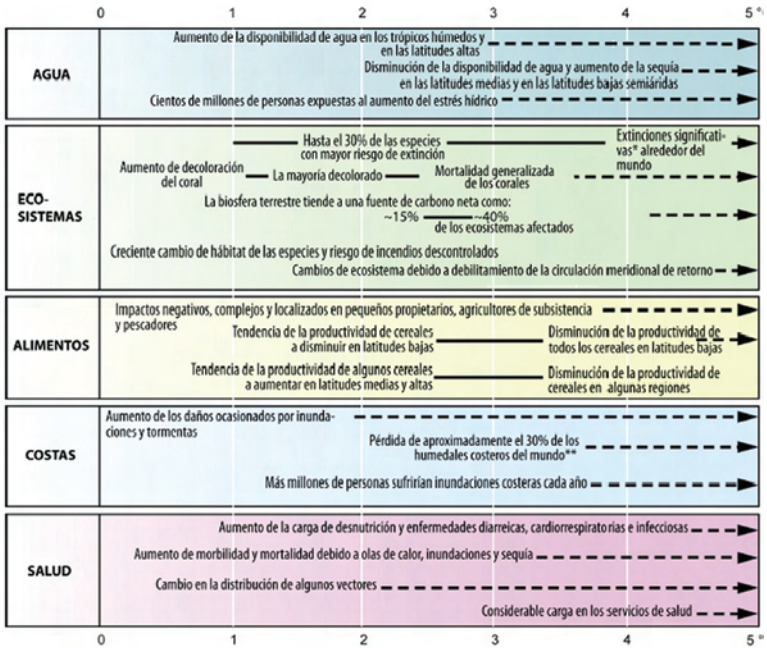 0 1 2 3 4 5 °
AGUA
Aumento de la disponibilidad de agua en los trópicos húmedos y
en las latitudes altas
Disminución de la disponibilidad de agua y aumento de la sequía
en las latitudes medias y en las latitudes bajas semiáridas
Cientos de millones de personas expuestas al aumento del estrés hídrico
ECO-
SISTEMAS
Hasta el 30% de las especies
con mayor riesgo de extinción
Extinciones significati-
vas* alrededor del
mundo
Aumento de decoloración
del coral
La mayoría decolorado
Mortalidad generalizada
de los corales
La biosfera terrestre tiende a una fuente de carbono neta como:
~15% ~40%
de los ecosistemas afectados
Creciente cambio de hábitat de las especies y riesgo de incendios descontrolados
Cambios de ecosistema debido a debilitamiento de la circulación meridional de retorno
ALIMENTOS
Impactos negativos, complejos y localizados en pequeños propietarios, agricultores de subsistencia
y pescadores
Tendencia de la productividad de cereales
a disminuir en latitudes bajas
Disminución de la productividad de
todos los cereales en latitudes bajas
Tendencia de la productividad de algunos cereales
a aumentar en latitudes medias y altas
Disminución de la productividad de
cereales en algunas regiones
COSTAS
Aumento de los daños ocasionados por inunda-
ciones y tormentas
Pérdida de aproximadamente el 30% de los
humedales costeros del mundo**
Más millones de personas sufrirían inundaciones costeras cada año
SALUD
Aumento de la carga de desnutrición y enfermedades diarreicas, cardiorrespiratorias e infecciosas
Aumento de morbilidad y mortalidad debido a olas de calor, inundaciones y sequía
Cambio en la distribución de algunos vectores
Considerable carga en los servicios de salud
0 1 2 3 4 5 °